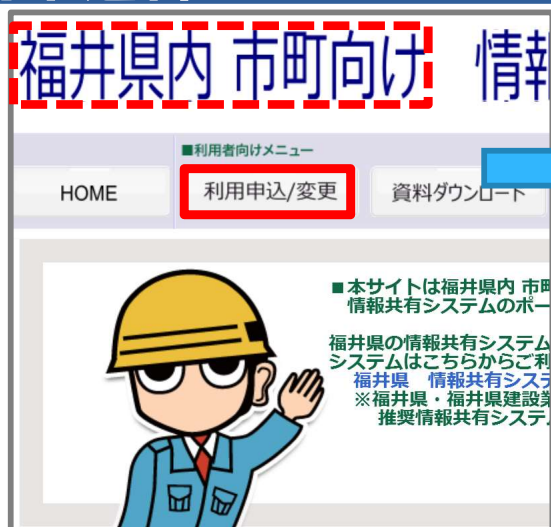 福井県内 市町向け 情報
■利用者向けメニュー
HOME 利用申込/変更 資料ダウンロード
■本サイトは福井県内 市町
情報共有システムのポー
福井県の情報共有システム
システムはこちらからご利
福井県 情報共有システ
※福井県・福井県建設業
推奨情報共有システム